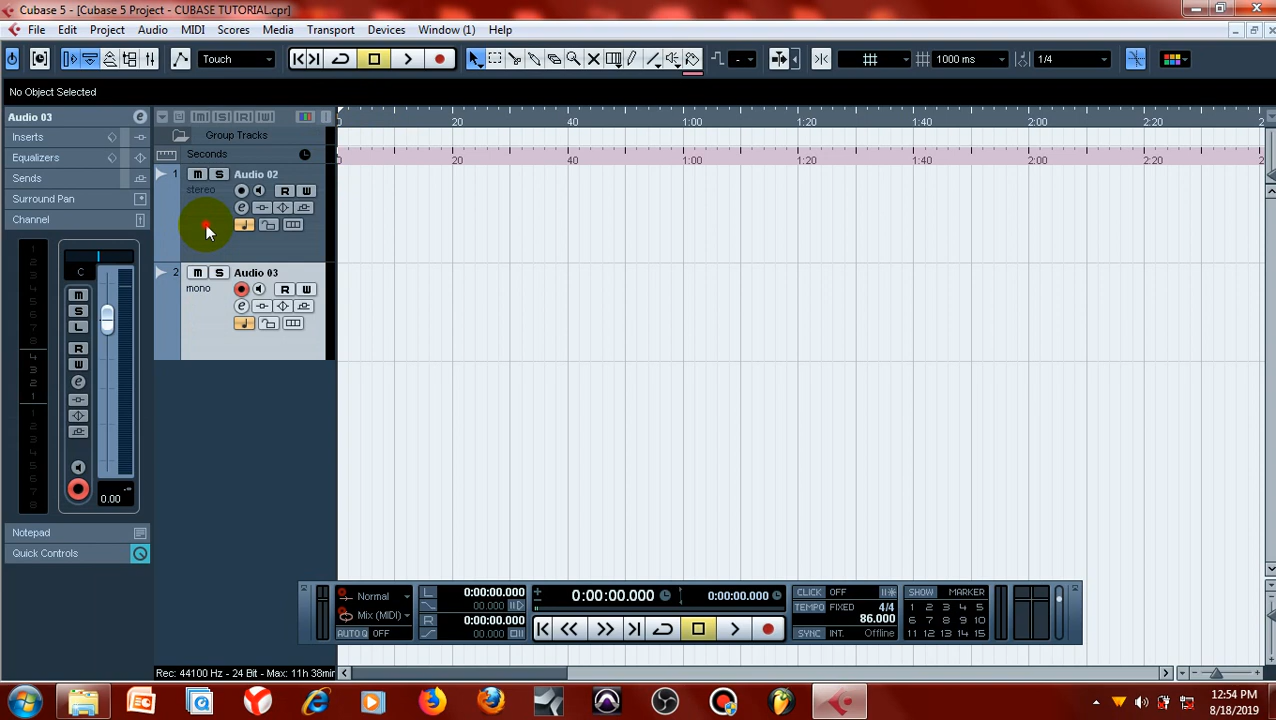 Cubase 5 - [Cubase 5 Project - CUBASE TUTORIAL.cpr]
File Edit Project Audio MIDI Scores Media Transport Devices Window (1) Help
Touch 1000 ms 1/4
No Object Selected
Audio 03
Inserts
Equalizers
Sends
Surround Pan
Channel
C
M
S
L
R
W
e
0.00
Notepad
Quick Controls
[M] [S] [R] [W]
Group Tracks
Seconds
1 M S Audio 02
stereo R W
e
2 M S Audio 03
mono R W
e
0 20 40 1:00 1:20 1:40 2:00 2:20
0 20 40 1:00 1:20 1:40 2:00 2:20
Normal
Mix (MIDI)
AUTO Q OFF
L 0:00:00.000
00.000
R 0:00:00.000
00.000
0:00:00.000 0:00:00.000
CLICK OFF
TEMPO FIXED 4/4
86.000
SYNC INT. Offline
SHOW MARKER
1 2 3 4 5
6 7 8 9 10
11 12 13 14 15
Rec: 44100 Hz - 24 Bit - Max: 11h 38min
12:54 PM
8/18/2019